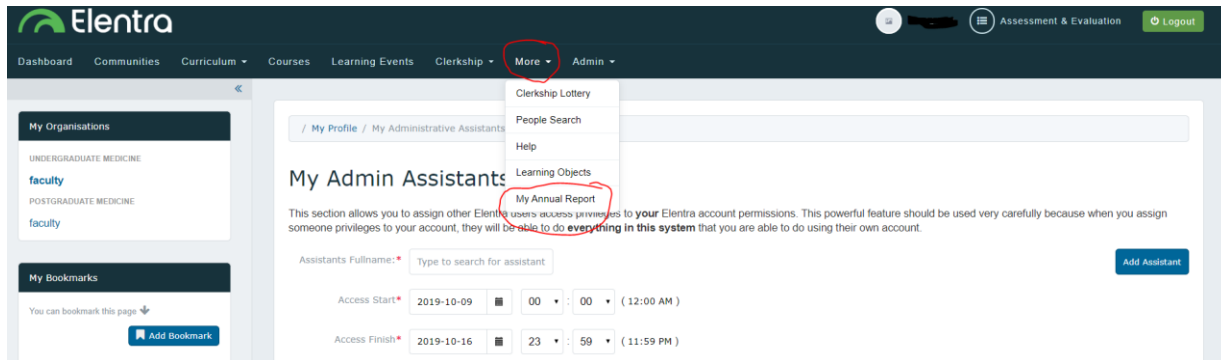 Elentra
Assessment & Evaluation
Logout
Dashboard Communities Curriculum Courses Learning Events Clerkship More Admin
Clerkship Lottery
People Search
Help
Learning Objects
My Annual Report
My Organisations
UNDERGRADUATE MEDICINE
faculty
POSTGRADUATE MEDICINE
faculty
My Bookmarks
You can bookmark this page
Add Bookmark
/ My Profile / My Administrative Assistants
My Admin Assistants
This section allows you to assign other Elentra users access privileges to your Elentra account permissions. This powerful feature should be used very carefully because when you assign
someone privileges to your account, they will be able to do everything in this system that you are able to do using their own account.
Assistants Fullname:* Type to search for assistant Add Assistant
Access Start* 2019-10-09 00 : 00 ( 12:00 AM )
Access Finish* 2019-10-16 23 : 59 ( 11:59 PM )